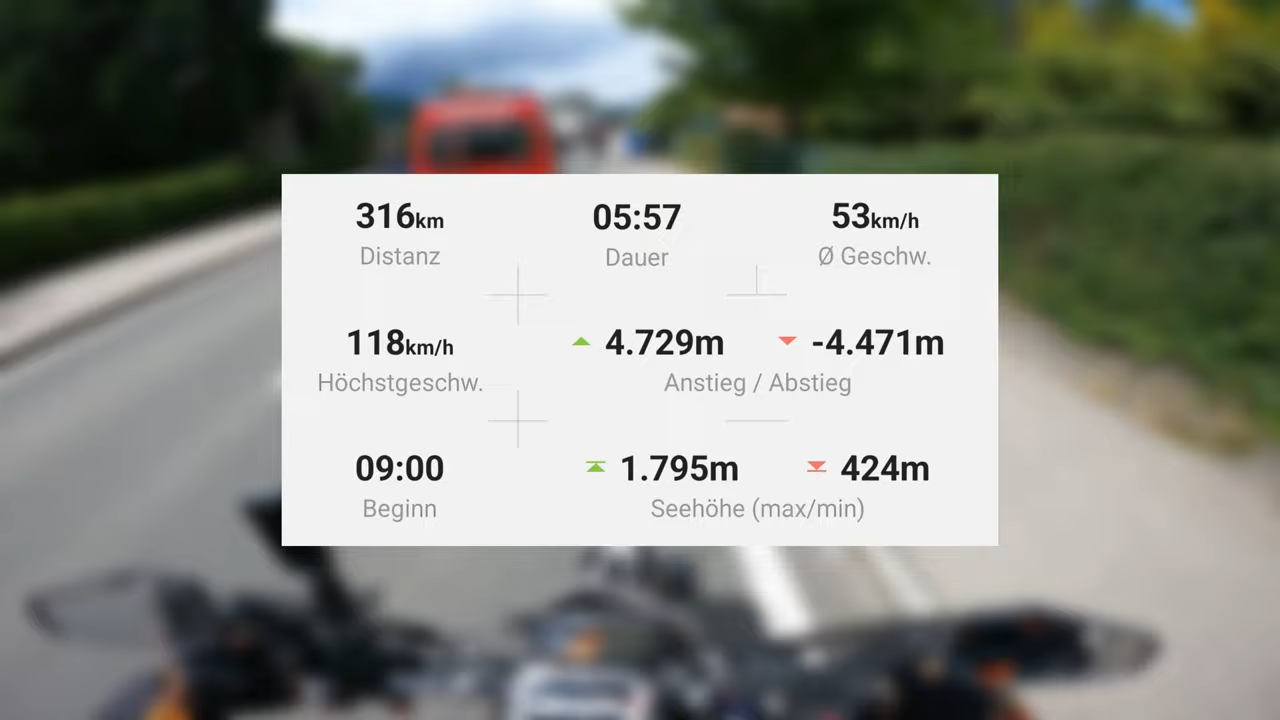 316km 05:57 53km/h
Distanz Dauer Ø Geschw.
118km/h 4.729m -4.471m
Höchstgeschw. Anstieg / Abstieg
09:00 1.795m 424m
Beginn Seehöhe (max/min)